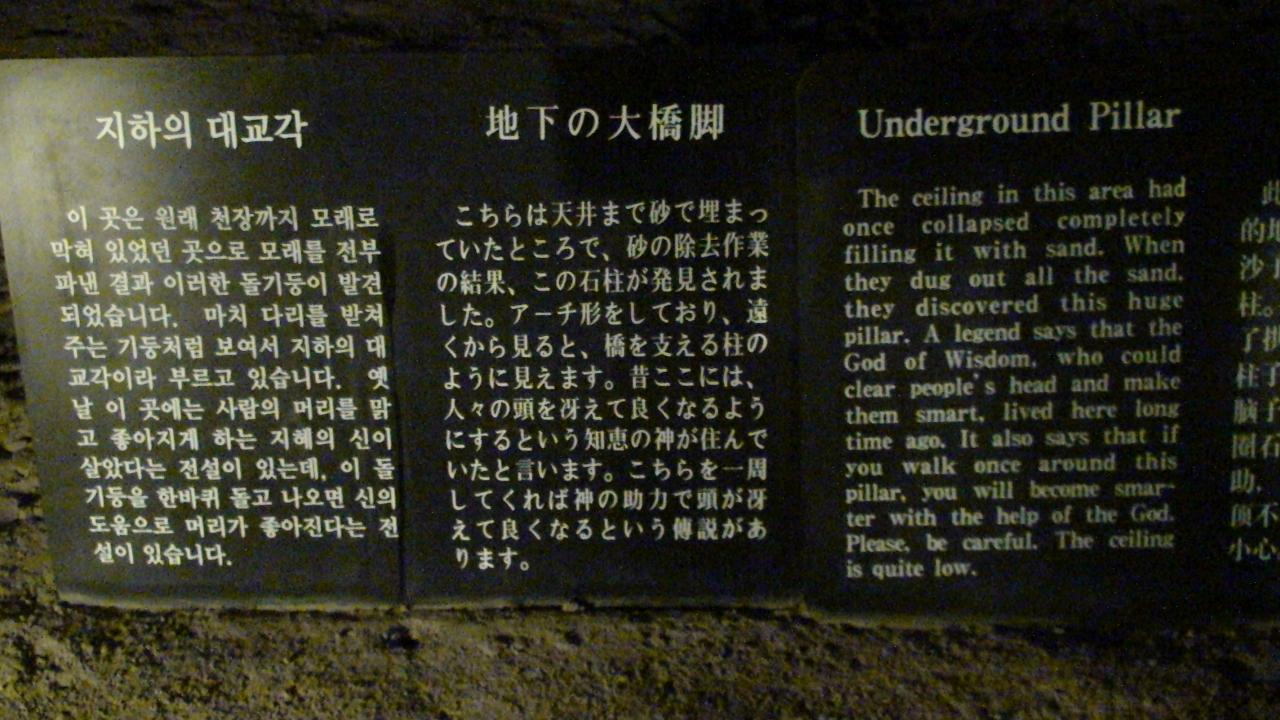 지하의 대교각
이 곳은 원래 천장까지 모래로
막혀 있었던 곳으로 모래를 전부
파낸 결과 이러한 돌기둥이 발견
되었습니다. 마치 다리를 받쳐
주는 기둥처럼 보여서 지하의 대
교각이라 부르고 있습니다. 옛
날 이 곳에는 사람의 머리를 맑
고 좋아지게 하는 지혜의 신이
살았다는 전설이 있는데, 이 돌
기둥을 한바퀴 돌고 나오면 신의
도움으로 머리가 좋아진다는 전
설이 있습니다.
地下の大橋脚
こちらは天井まで砂で埋まっ
ていたところで、砂の除去作業
の結果、この石柱が発見されま
した。アーチ形をしており、遠
くから見ると、橋を支える柱の
ように見えます。昔ここには、
人々の頭を冴えて良くなるよう
にするという知恵の神が住んで
いたと言います。こちらを一周
してくれば神の助力で頭が冴
えて良くなるという傳説があ
ります。
Underground Pillar
The ceiling in this area had
once collapsed completely
filling it with sand. When
they dug out all the sand,
they discovered this huge
pillar. A legend says that the
God of Wisdom, who could
clear people's head and make
them smart, lived here long
time ago. It also says that if
you walk once around this
pillar, you will become smar-
ter with the help of the God.
Please, be careful. The ceiling
is quite low.
此
的地
沙
柱。
了
柱子
脑
圈石
助,
顶不
小心